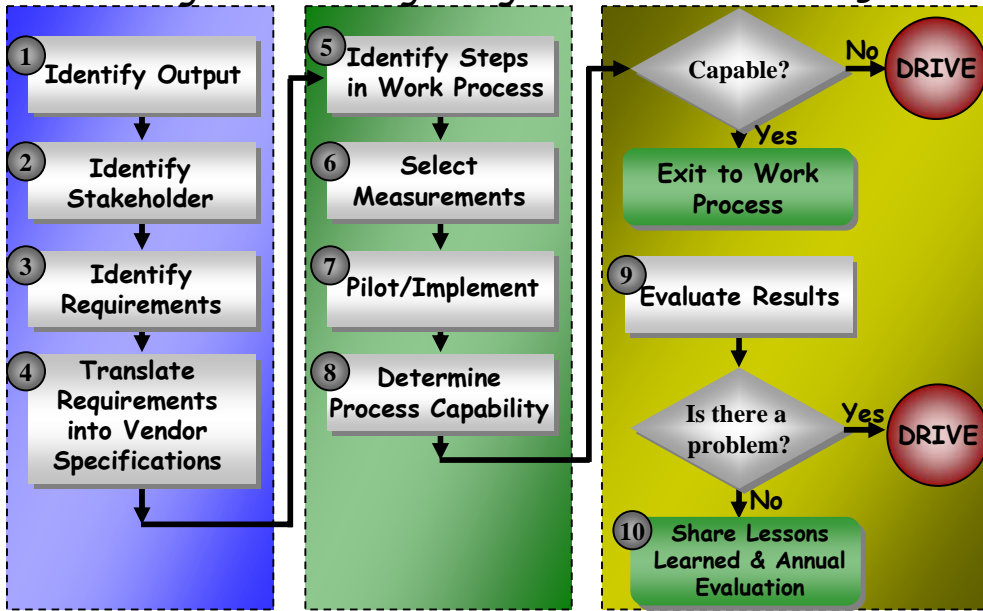 1
Identify Output
2
Identify
Stakeholder
3
Identify
Requirements
4
Translate
Requirements
into Vendor
Specifications
5
Identify Steps
in Work Process
6
Select
Measurements
7
Pilot/Implement
8
Determine
Process Capability
Capable?
No
DRIVE
Yes
Exit to Work
Process
9
Evaluate Results
Is there a
problem?
Yes
DRIVE
No
10
Share Lessons
Learned & Annual
Evaluation